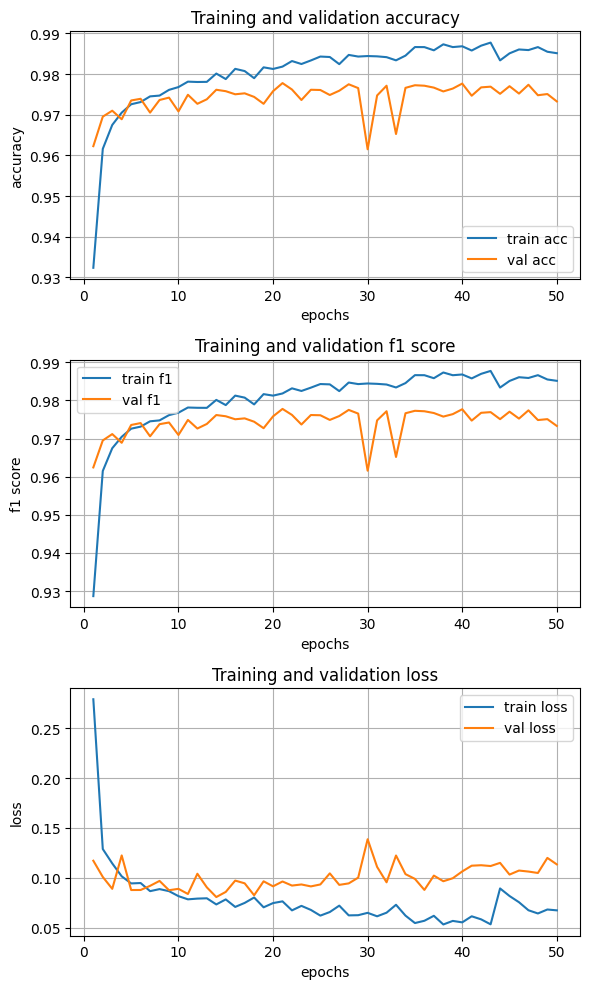 Training and validation accuracy
0.99
0.98
0.97
0.96
0.95
0.94
0.93
accuracy
train acc
val acc
0 10 20 30 40 50
epochs
Training and validation f1 score
0.99
0.98
0.97
0.96
0.95
0.94
0.93
f1 score
train f1
val f1
0 10 20 30 40 50
epochs
Training and validation loss
0.25
0.20
0.15
0.10
0.05
loss
train loss
val loss
0 10 20 30 40 50
epochs